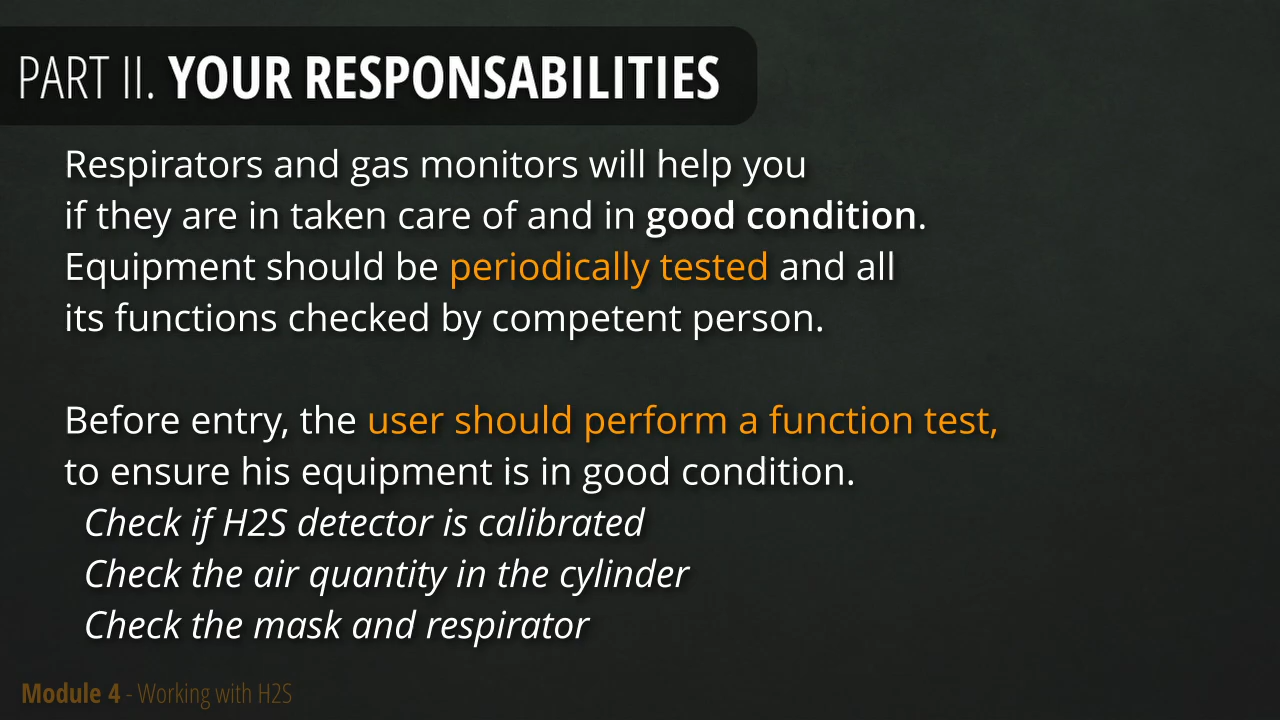 PART II. YOUR RESPONSABILITIES
Respirators and gas monitors will help you
if they are in taken care of and in good condition.
Equipment should be periodically tested and all
its functions checked by competent person.
Before entry, the user should perform a function test,
to ensure his equipment is in good condition.
Check if H2S detector is calibrated
Check the air quantity in the cylinder
Check the mask and respirator
Module 4 - Working with H2S